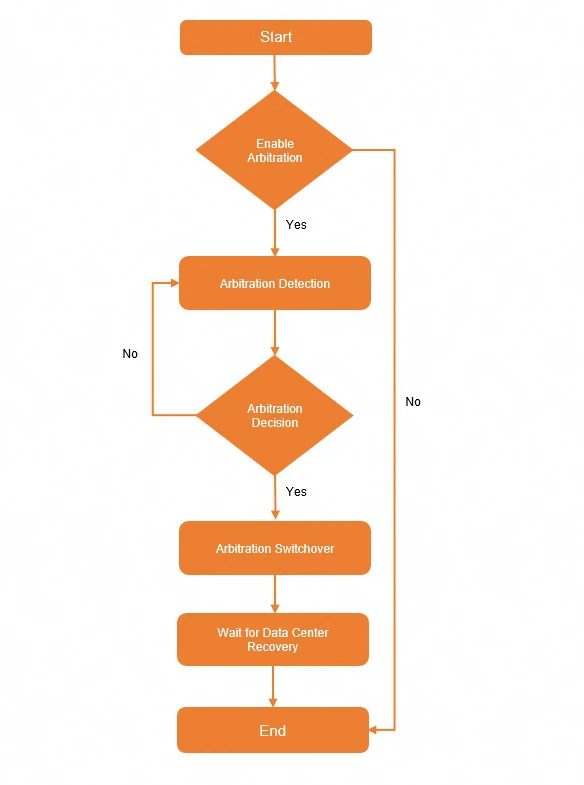 Start
Enable
Arbitration
Yes
Arbitration Detection
No
No
Arbitration
Decision
Yes
Arbitration Switchover
Wait for Data Center
Recovery
End